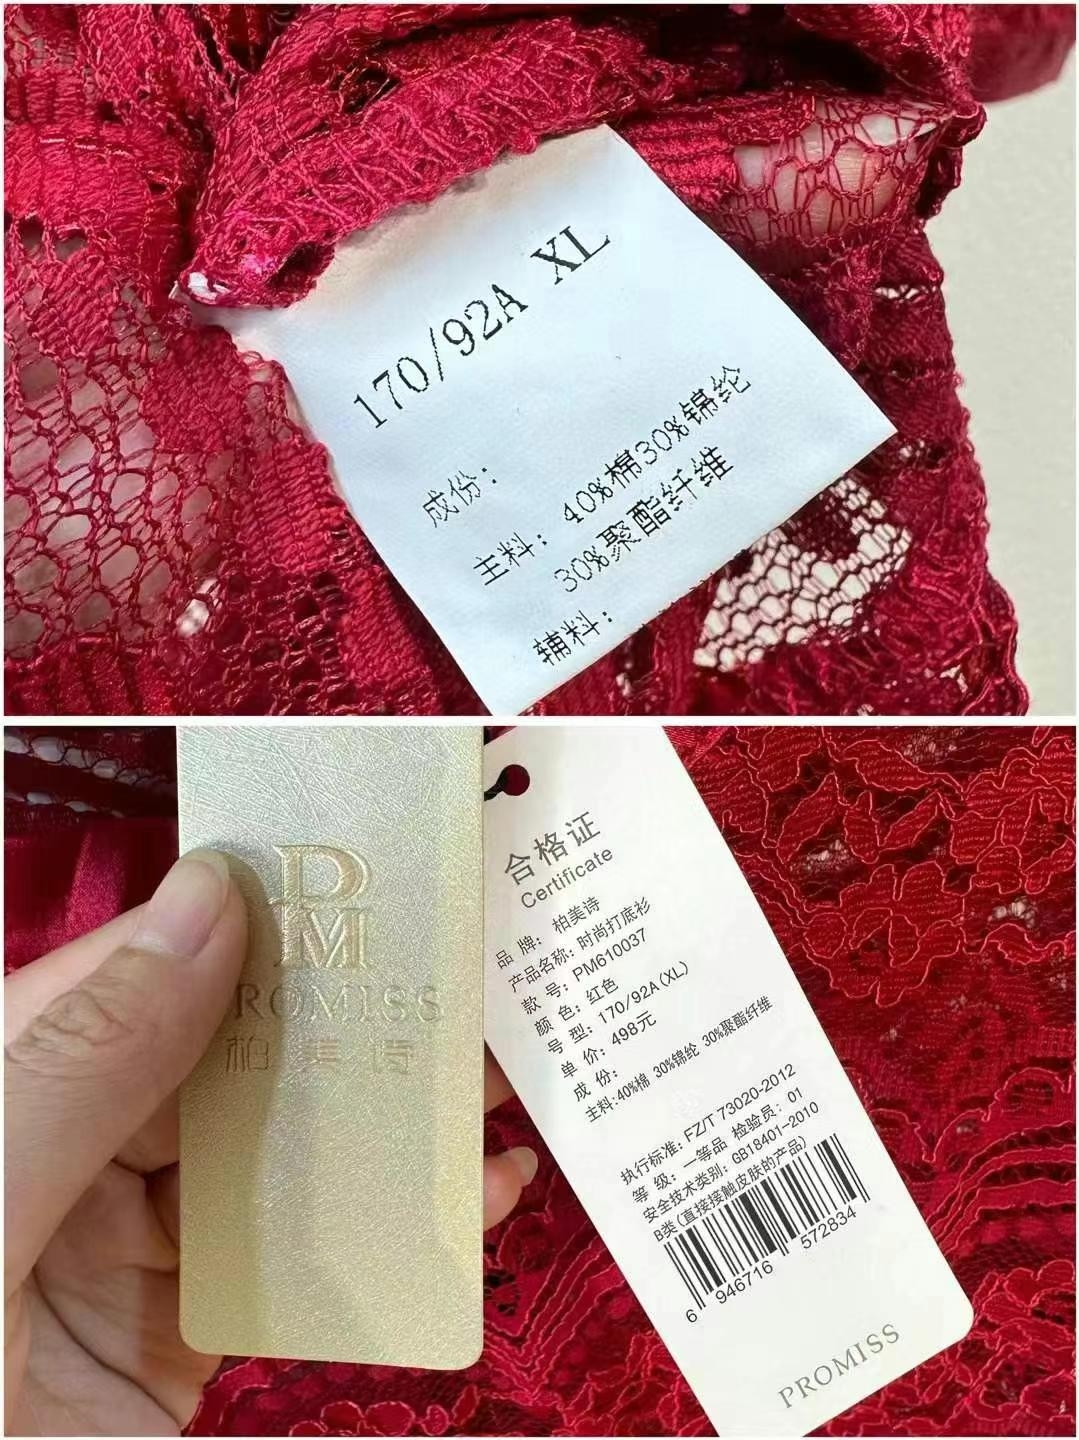 170/92A XL
成份：
主料：40%棉30%锦纶
30%聚酯纤维
辅料：
PM
PROMISS
柏美诗
合格证
Certificate
品 牌：柏美诗
产品名称：时尚打底衫
款 号：PM610037
颜 色：红色
号 型：170/92A(XL)
单 价：498元
成 份：
主料:40%棉 30%锦纶 30%聚酯纤维
执行标准：FZ/T 73020-2012
等 级：一等品 检验员：01
安全技术类别：GB18401-2010
B类(直接接触皮肤的产品)
6 946716 572834
PROMISS